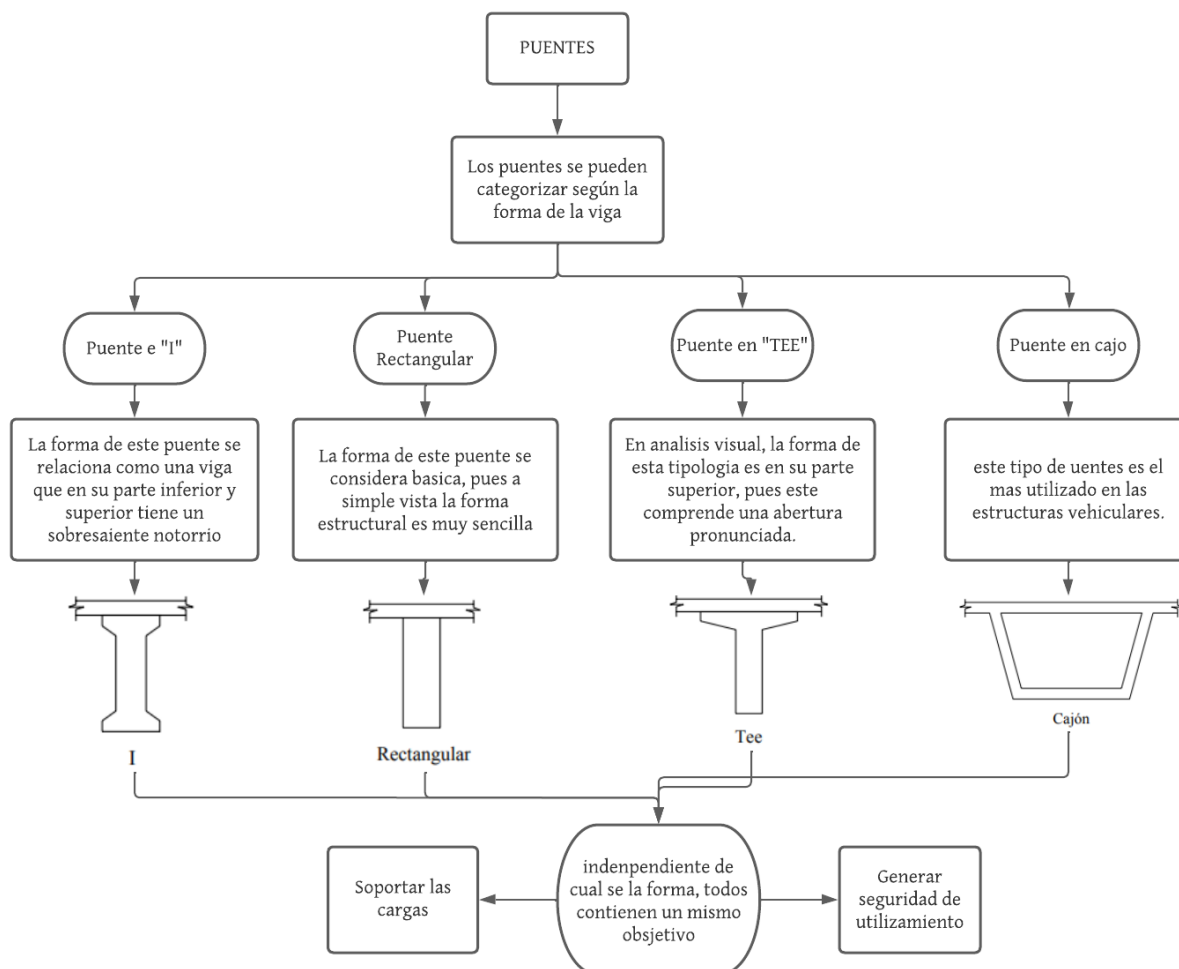 PUENTES
Los puentes se pueden
categorizar según la
forma de la viga
Puente e "I"
Puente
Rectangular
Puente en "TEE"
Puente en cajo
La forma de este puente se
relaciona como una viga
que en su parte inferior y
superior tiene un
sobresaiente notorrio
La forma de este puente se
considera basica, pues a
simple vista la forma
estructural es muy sencilla
En analisis visual, la forma de
esta tipologia es en su parte
superior, pues este
comprende una abertura
pronunciada.
este tipo de uentes es el
mas utilizado en las
estructuras vehiculares.
I
Rectangular
Tee
Cajón
Soportar las
cargas
indenpendiente de
cual se la forma, todos
contienen un mismo
obsjetivo
Generar
seguridad de
utilizamiento